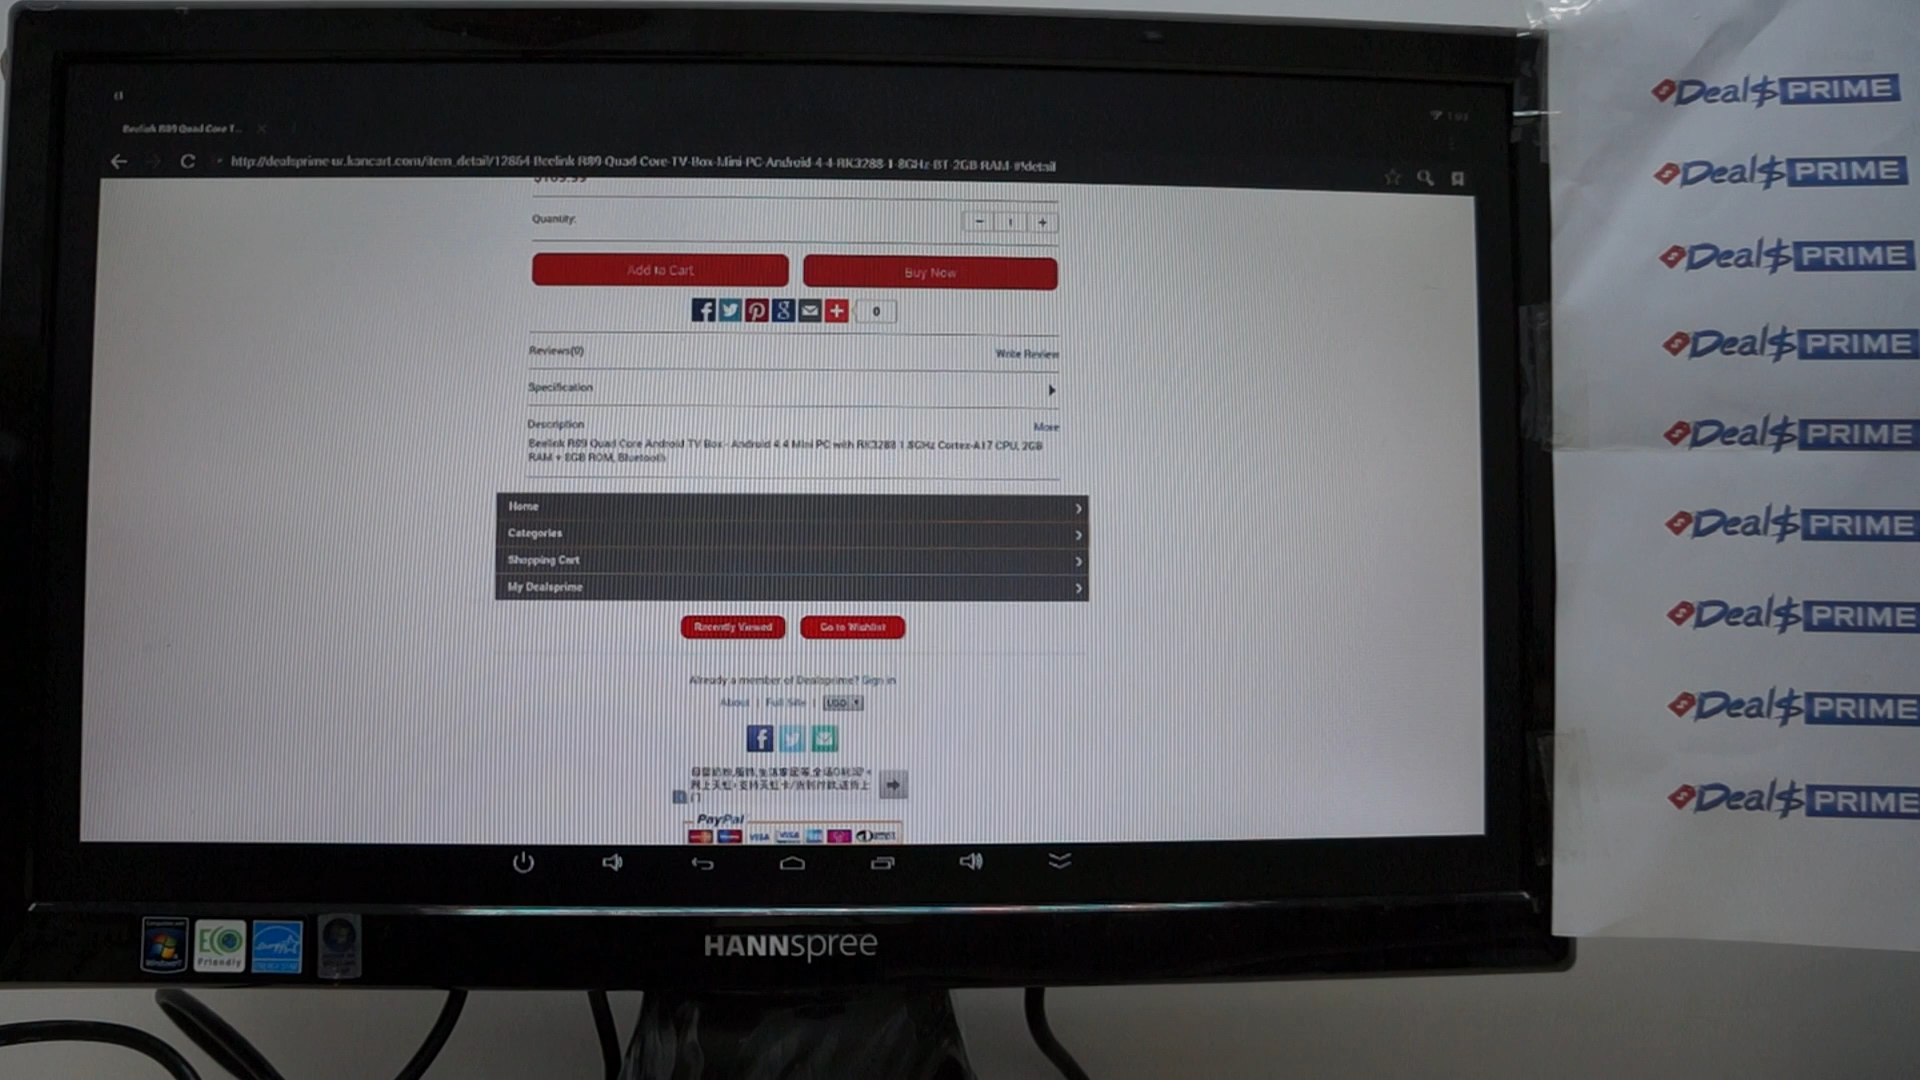 Beelink R89 Quad Core T...
http://dealsprime-w.kancart.com/item_detail/12864-Beelink-R89-Quad-Core-TV-Box-Mini-PC-Android-4-4-RK3288-1-8GHz-BT-2GB-RAM-#!detail
Quantity:
- 1 +
Add to Cart
Buy Now
0
Reviews(0)
Write Review
Specification
Description
More
Beelink R89 Quad Core Android TV Box - Android 4.4 Mini PC with RK3288 1.8GHz Cortex-A17 CPU, 2GB
RAM + 8GB ROM, Bluetooth
Home
Categories
Shopping Cart
My Dealsprime
Recently Viewed
Go to Wishlist
Already a member of Dealsprime? Sign in
About | Full Site | USD
PayPal
VISA
VISA
HANNspree
ECO
Friendly
Deal$PRIME
Deal$PRIME
Deal$PRIME
Deal$PRIME
Deal$PRIME
Deal$PRIME
Deal$PRIME
Deal$PRIME
Deal$PRIME